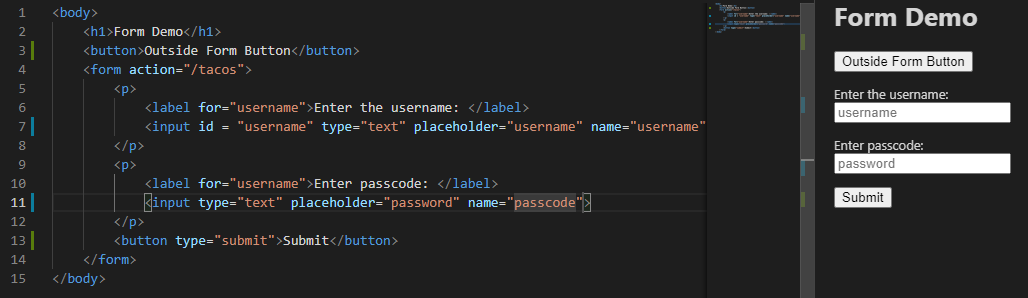 1 <body>
2 <h1>Form Demo</h1>
3 <button>Outside Form Button</button>
4 <form action="/tacos">
5 <p>
6 <label for="username">Enter the username: </label>
7 <input id = "username" type="text" placeholder="username" name="username"
8 </p>
9 <p>
10 <label for="username">Enter passcode: </label>
11 <input type="text" placeholder="password" name="passcode">
12 </p>
13 <button type="submit">Submit</button>
14 </form>
15 </body>
Form Demo
Outside Form Button
Enter the username:
username
Enter passcode:
password
Submit